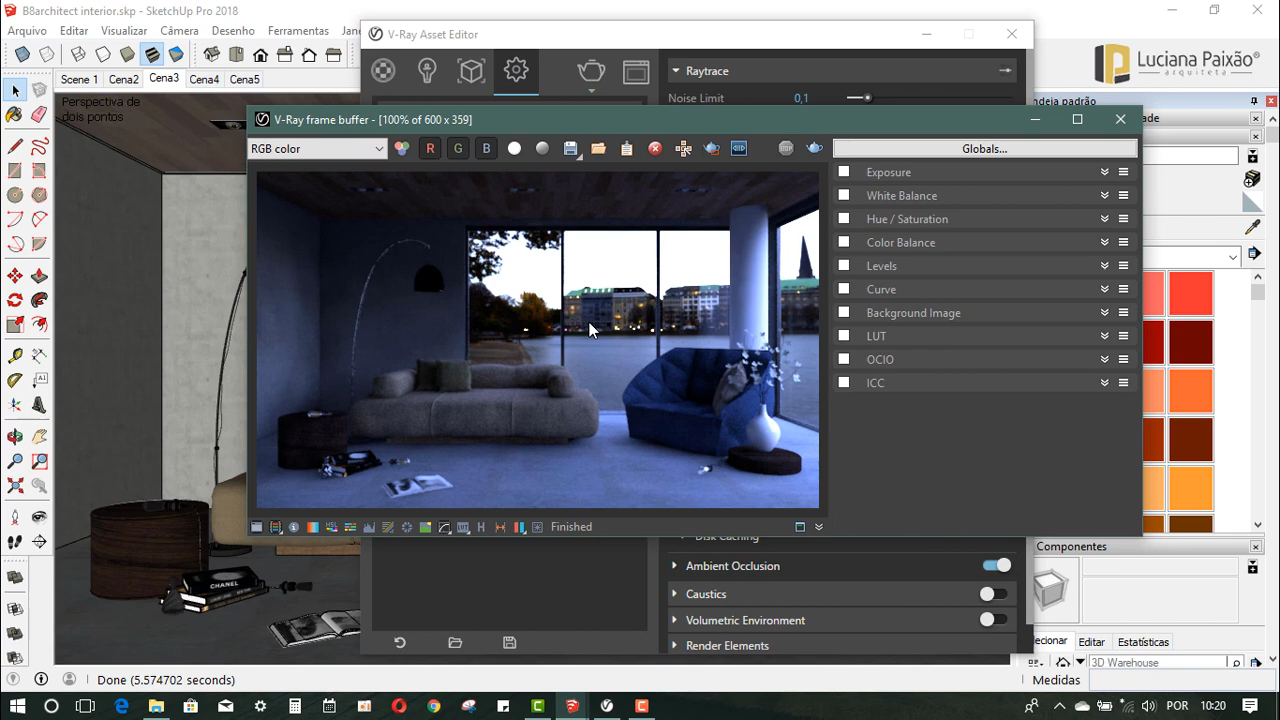 B8architect interior.skp - SketchUp Pro 2018
Arquivo Editar Visualizar Câmera Desenho Ferramentas
V-Ray Asset Editor
Luciana Paixão
arquiteta
Scene 1 Cena2 Cena3 Cena4 Cena5
Raytrace
Noise Limit 0,1
Perspectiva de
dois pontos
V-Ray frame buffer - [100% of 600 x 359]
RGB color
R
G
B
Globals...
Exposure
White Balance
Hue / Saturation
Color Balance
Levels
Curve
Background Image
LUT
OCIO
ICC
H
Finished
Disk Caching
Ambient Occlusion
Caustics
Volumetric Environment
Render Elements
Componentes
CHANEL
Editar Estatísticas
3D Warehouse
Done (5.574702 seconds)
Medidas
POR 10:20